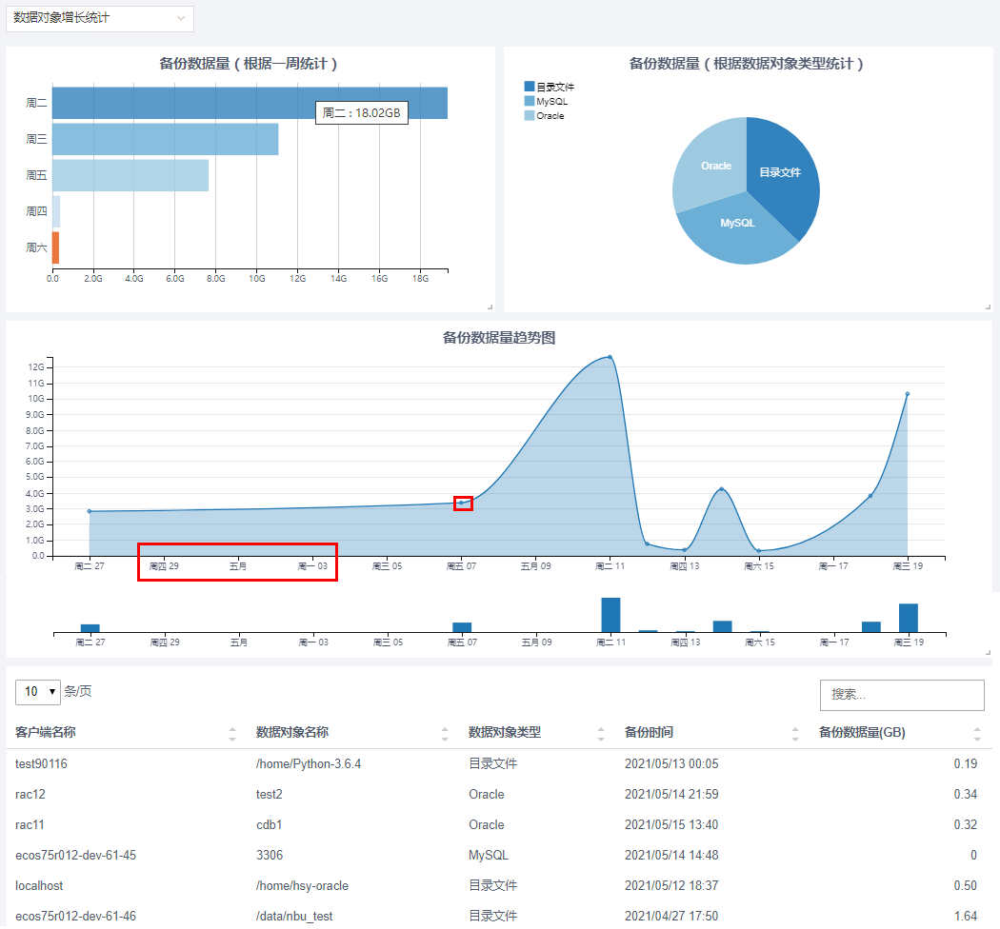 数据对象增长统计
备份数据量（根据一周统计）
周二
周三
周五
周四
周六
周二：18.02GB
0.0 2.0G 4.0G 6.0G 8.0G 10G 12G 14G 16G 18G
备份数据量（根据数据对象类型统计）
目录文件
MySQL
Oracle
Oracle
目录文件
MySQL
备份数据量趋势图
12G
11G
10G
9.0G
8.0G
7.0G
6.0G
5.0G
4.0G
3.0G
2.0G
1.0G
0.0
周二 27 周四 29 五月 周一 03 周三 05 周五 07 五月 09 周二 11 周四 13 周六 15 周一 17 周三 19
周二 27 周四 29 五月 周一 03 周三 05 周五 07 五月 09 周二 11 周四 13 周六 15 周一 17 周三 19
10 条/页 搜索...
客户端名称 数据对象名称 数据对象类型 备份时间 备份数据量(GB)
test90116 /home/Python-3.6.4 目录文件 2021/05/13 00:05 0.19
rac12 test2 Oracle 2021/05/14 21:59 0.34
rac11 cdb1 Oracle 2021/05/15 13:40 0.32
ecos75r012-dev-61-45 3306 MySQL 2021/05/14 14:48 0
localhost /home/hsy-oracle 目录文件 2021/05/12 18:37 0.50
ecos75r012-dev-61-46 /data/nbu_test 目录文件 2021/04/27 17:50 1.64